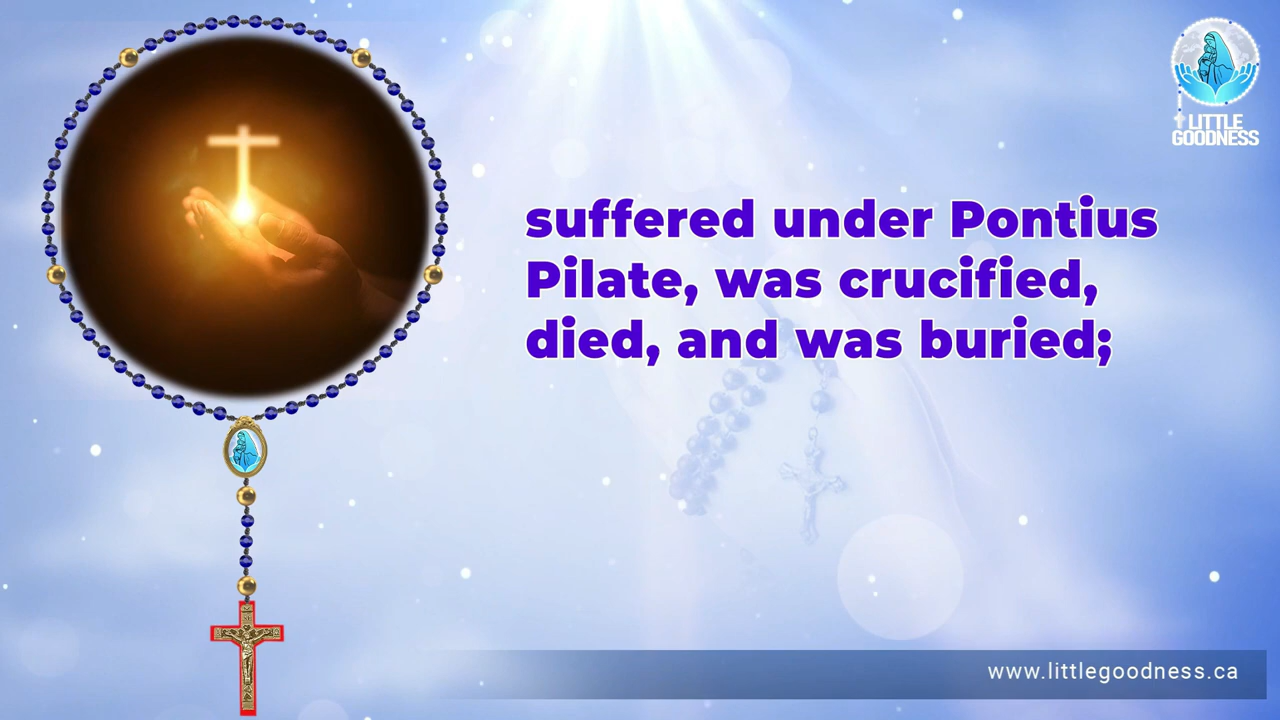 LITTLE
GOODNESS
suffered under Pontius
Pilate, was crucified,
died, and was buried;
www.littlegoodness.ca